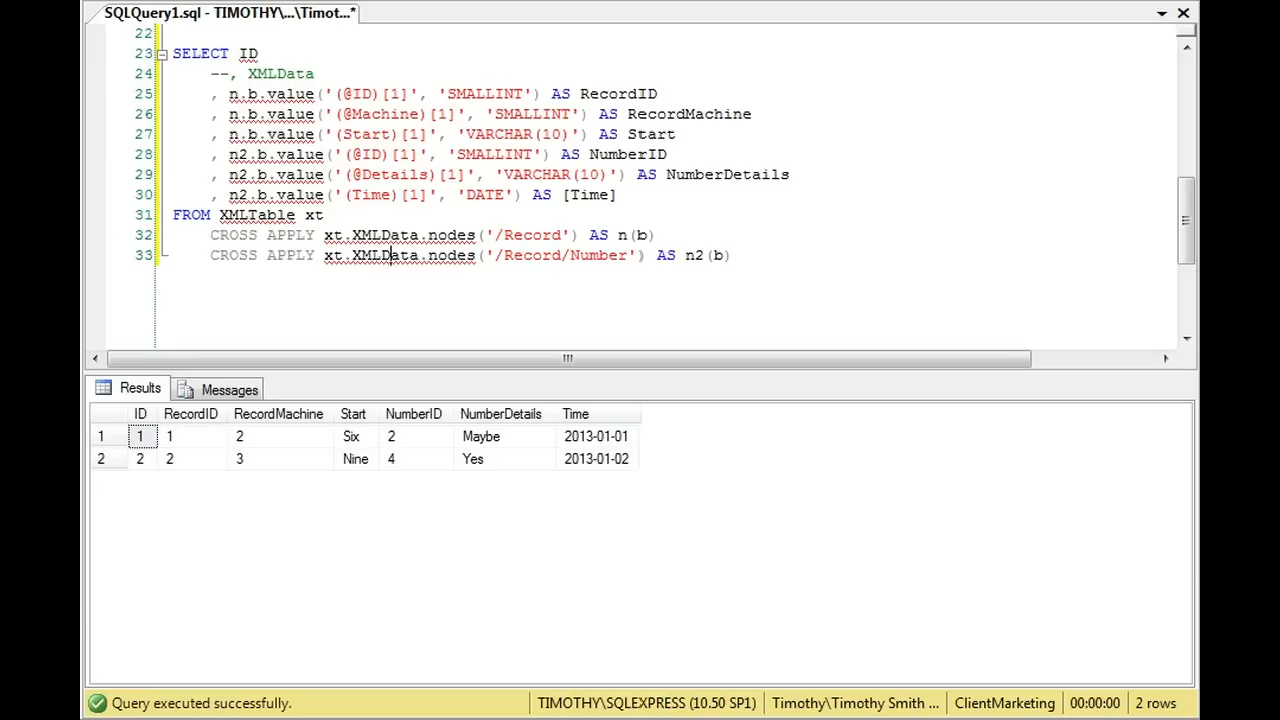 SQLQuery1.sql - TIMOTHY\...\Timot...*
22
23 SELECT ID
24 --, XMLData
25 , n.b.value('(@ID)[1]', 'SMALLINT') AS RecordID
26 , n.b.value('(@Machine)[1]', 'SMALLINT') AS RecordMachine
27 , n.b.value('(Start)[1]', 'VARCHAR(10)') AS Start
28 , n2.b.value('(@ID)[1]', 'SMALLINT') AS NumberID
29 , n2.b.value('(@Details)[1]', 'VARCHAR(10)') AS NumberDetails
30 , n2.b.value('(Time)[1]', 'DATE') AS [Time]
31 FROM XMLTable xt
32 CROSS APPLY xt.XMLData.nodes('/Record') AS n(b)
33 CROSS APPLY xt.XMLData.nodes('/Record/Number') AS n2(b)
Results Messages
ID RecordID RecordMachine Start NumberID NumberDetails Time
1 1 1 2 Six 2 Maybe 2013-01-01
2 2 2 3 Nine 4 Yes 2013-01-02
Query executed successfully. TIMOTHY\SQLEXPRESS (10.50 SP1) Timothy\Timothy Smith ... ClientMarketing 00:00:00 2 rows